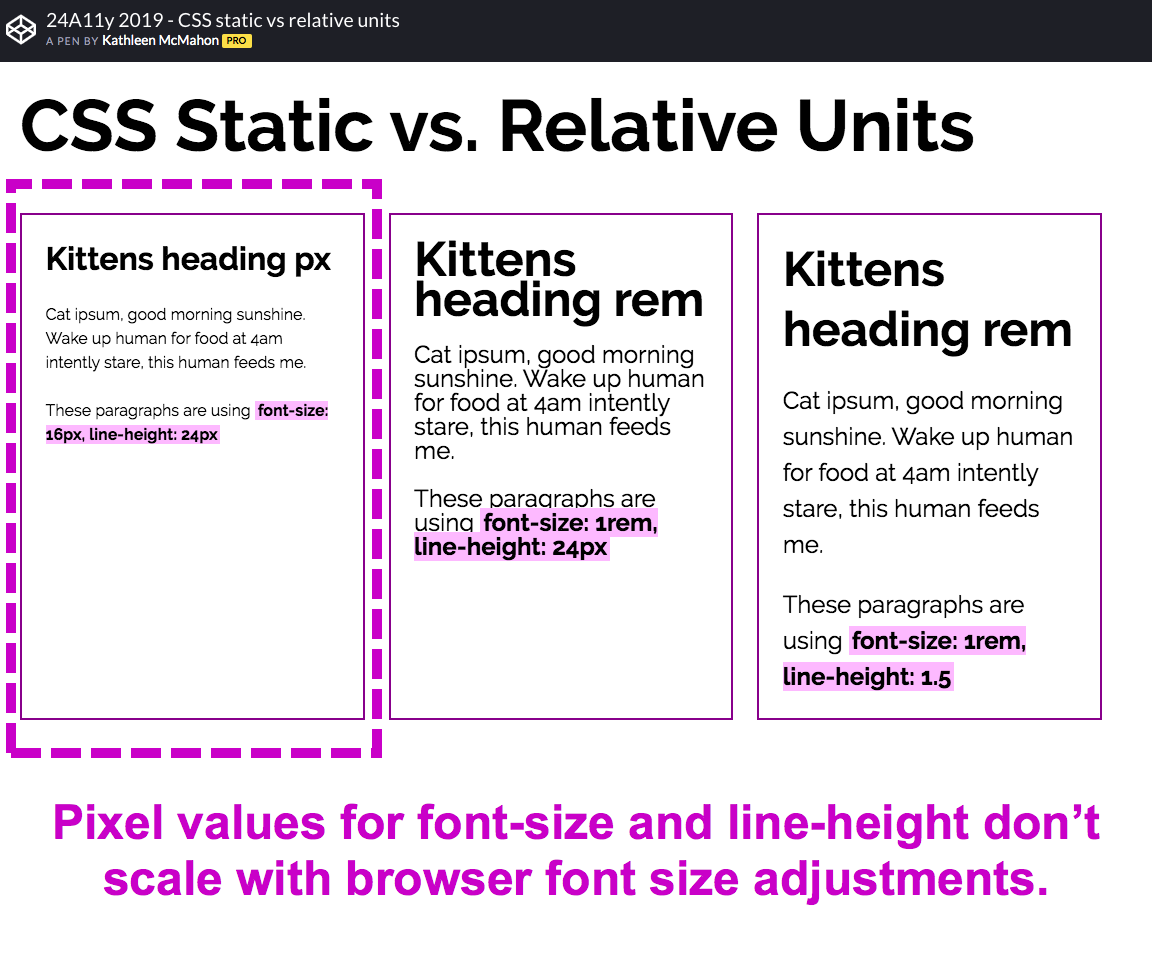 24A11y 2019 - CSS static vs relative units
A PEN BY Kathleen McMahon PRO
CSS Static vs. Relative Units
Kittens heading px
Cat ipsum, good morning sunshine.
Wake up human for food at 4am
intently stare, this human feeds me.
These paragraphs are using font-size:
16px, line-height: 24px
Kittens
heading rem
Cat ipsum, good morning
sunshine. Wake up human
for food at 4am intently
stare, this human feeds
me.
These paragraphs are
using font-size: 1rem,
line-height: 24px
Kittens
heading rem
Cat ipsum, good morning
sunshine. Wake up human
for food at 4am intently
stare, this human feeds
me.
These paragraphs are
using font-size: 1rem,
line-height: 1.5
Pixel values for font-size and line-height don’t
scale with browser font size adjustments.